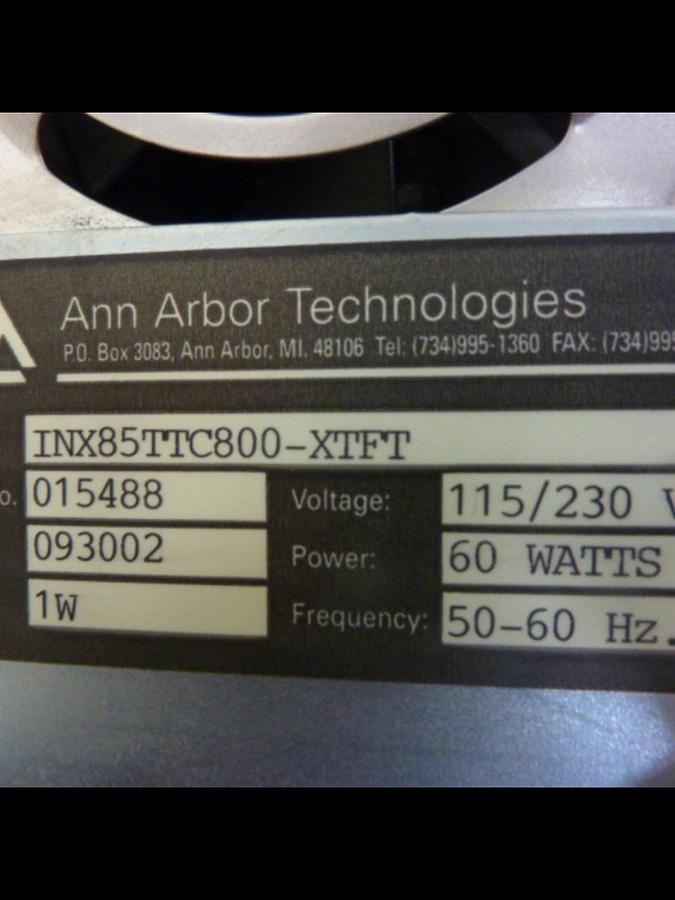 Ann Arbor Technologies
P.O. Box 3083, Ann Arbor, MI. 48106 Tel: (734)995-1360 FAX: (734)995
INX85TTC800-XTFT
o. 015488 Voltage: 115/230 V
093002 Power: 60 WATTS
1W Frequency: 50-60 Hz.